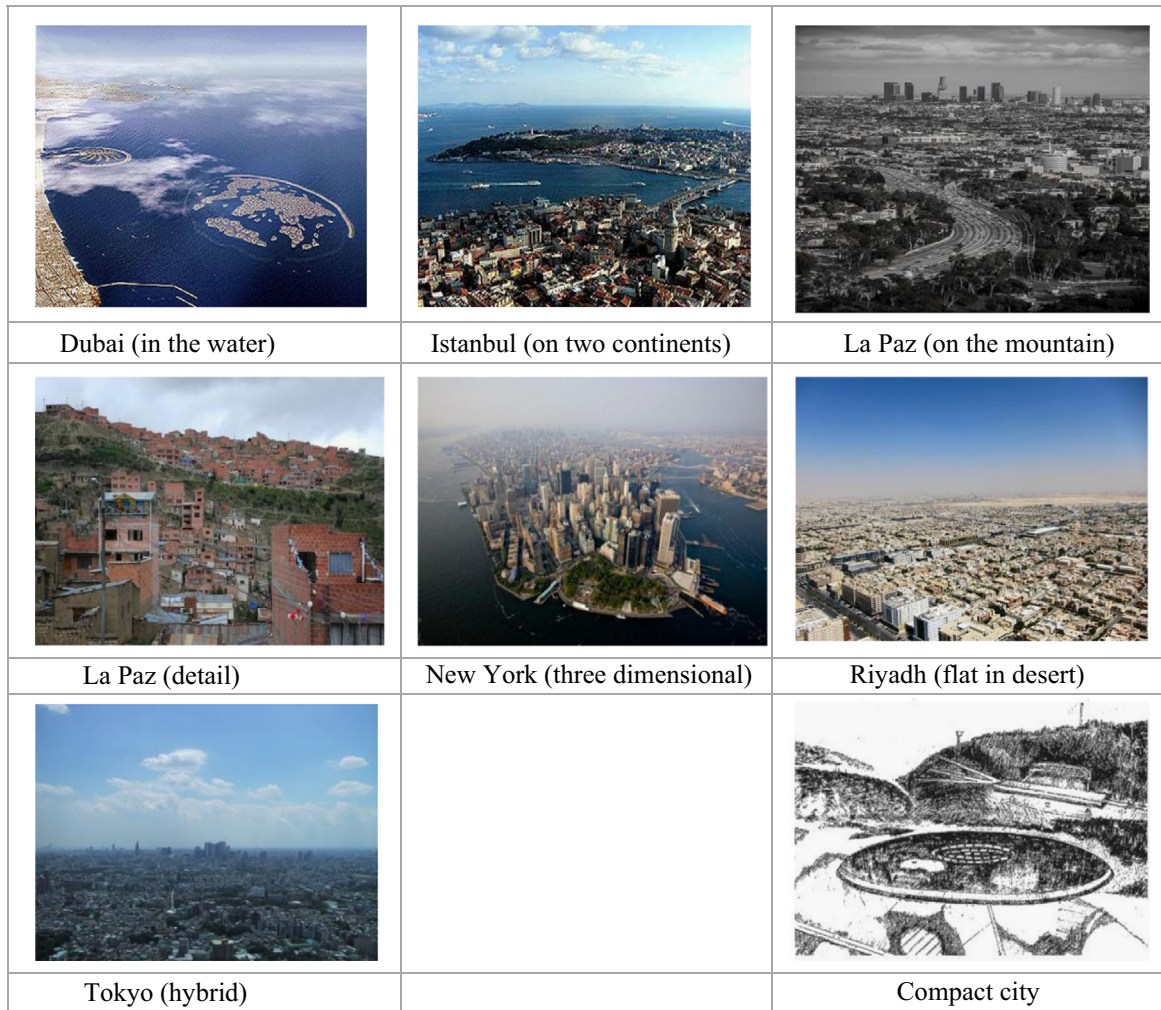 Dubai (in the water)
Istanbul (on two continents)
La Paz (on the mountain)
La Paz (detail)
New York (three dimensional)
Riyadh (flat in desert)
Tokyo (hybrid)
Compact city